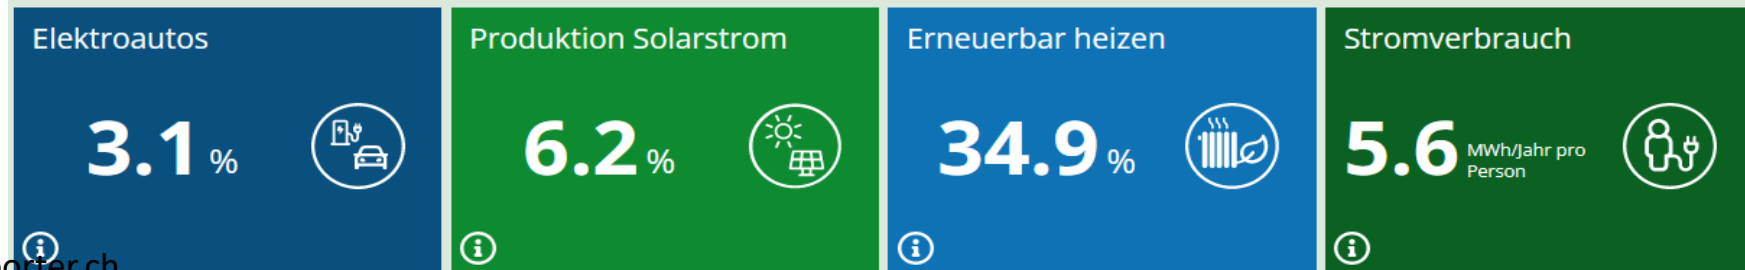 Elektroautos
3.1 %
Produktion Solarstrom
6.2 %
Erneuerbar heizen
34.9 %
Stromverbrauch
5.6 MWh/Jahr pro
Person